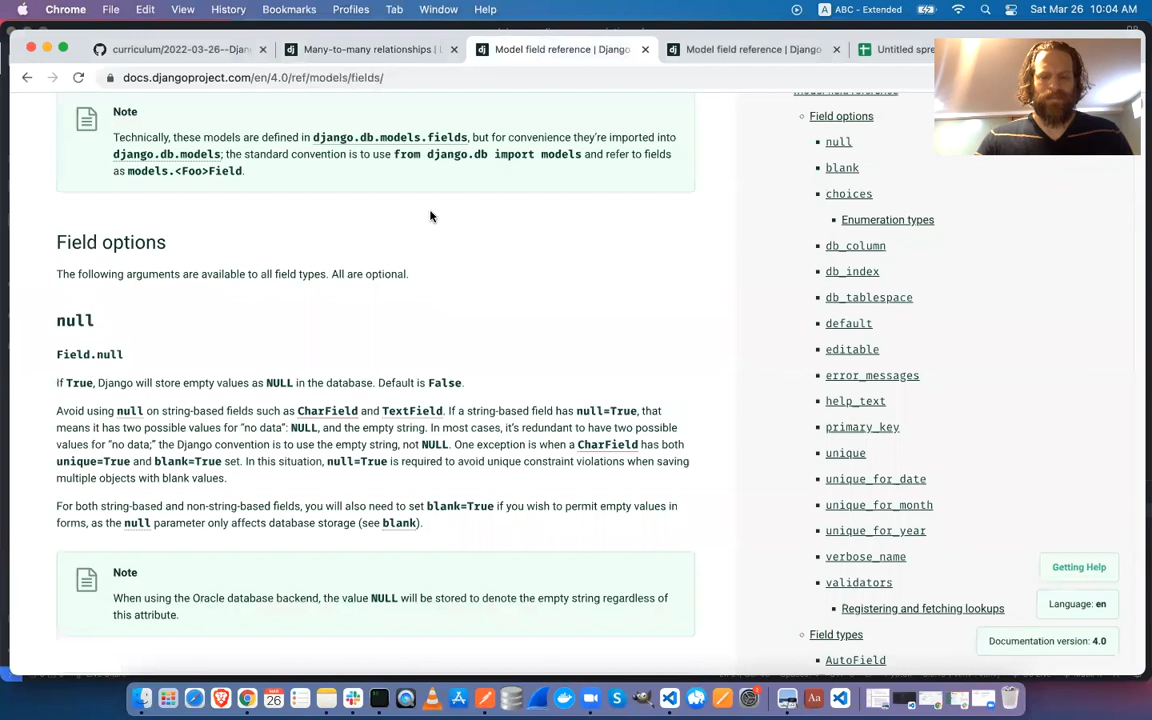 Chrome File Edit View History Bookmarks Profiles Tab Window Help A ABC - Extended Sat Mar 26 10:04 AM
curriculum/2022-03-26--Djan Many-to-many relationships | Model field reference | Django Model field reference | Django Untitled spre
docs.djangoproject.com/en/4.0/ref/models/fields/
Note
Technically, these models are defined in django.db.models.fields, but for convenience they're imported into
django.db.models; the standard convention is to use from django.db import models and refer to fields
as models.<Foo>Field.
Field options
The following arguments are available to all field types. All are optional.
null
Field.null
If True, Django will store empty values as NULL in the database. Default is False.
Avoid using null on string-based fields such as CharField and TextField. If a string-based field has null=True, that
means it has two possible values for “no data”: NULL, and the empty string. In most cases, it’s redundant to have two possible
values for “no data;” the Django convention is to use the empty string, not NULL. One exception is when a CharField has both
unique=True and blank=True set. In this situation, null=True is required to avoid unique constraint violations when saving
multiple objects with blank values.
For both string-based and non-string-based fields, you will also need to set blank=True if you wish to permit empty values in
forms, as the null parameter only affects database storage (see blank).
Note
When using the Oracle database backend, the value NULL will be stored to denote the empty string regardless of
this attribute.
Model field reference
Field options
null
blank
choices
Enumeration types
db_column
db_index
db_tablespace
default
editable
error_messages
help_text
primary_key
unique
unique_for_date
unique_for_month
unique_for_year
verbose_name
validators
Registering and fetching lookups
Field types
AutoField
Getting Help
Language: en
Documentation version: 4.0